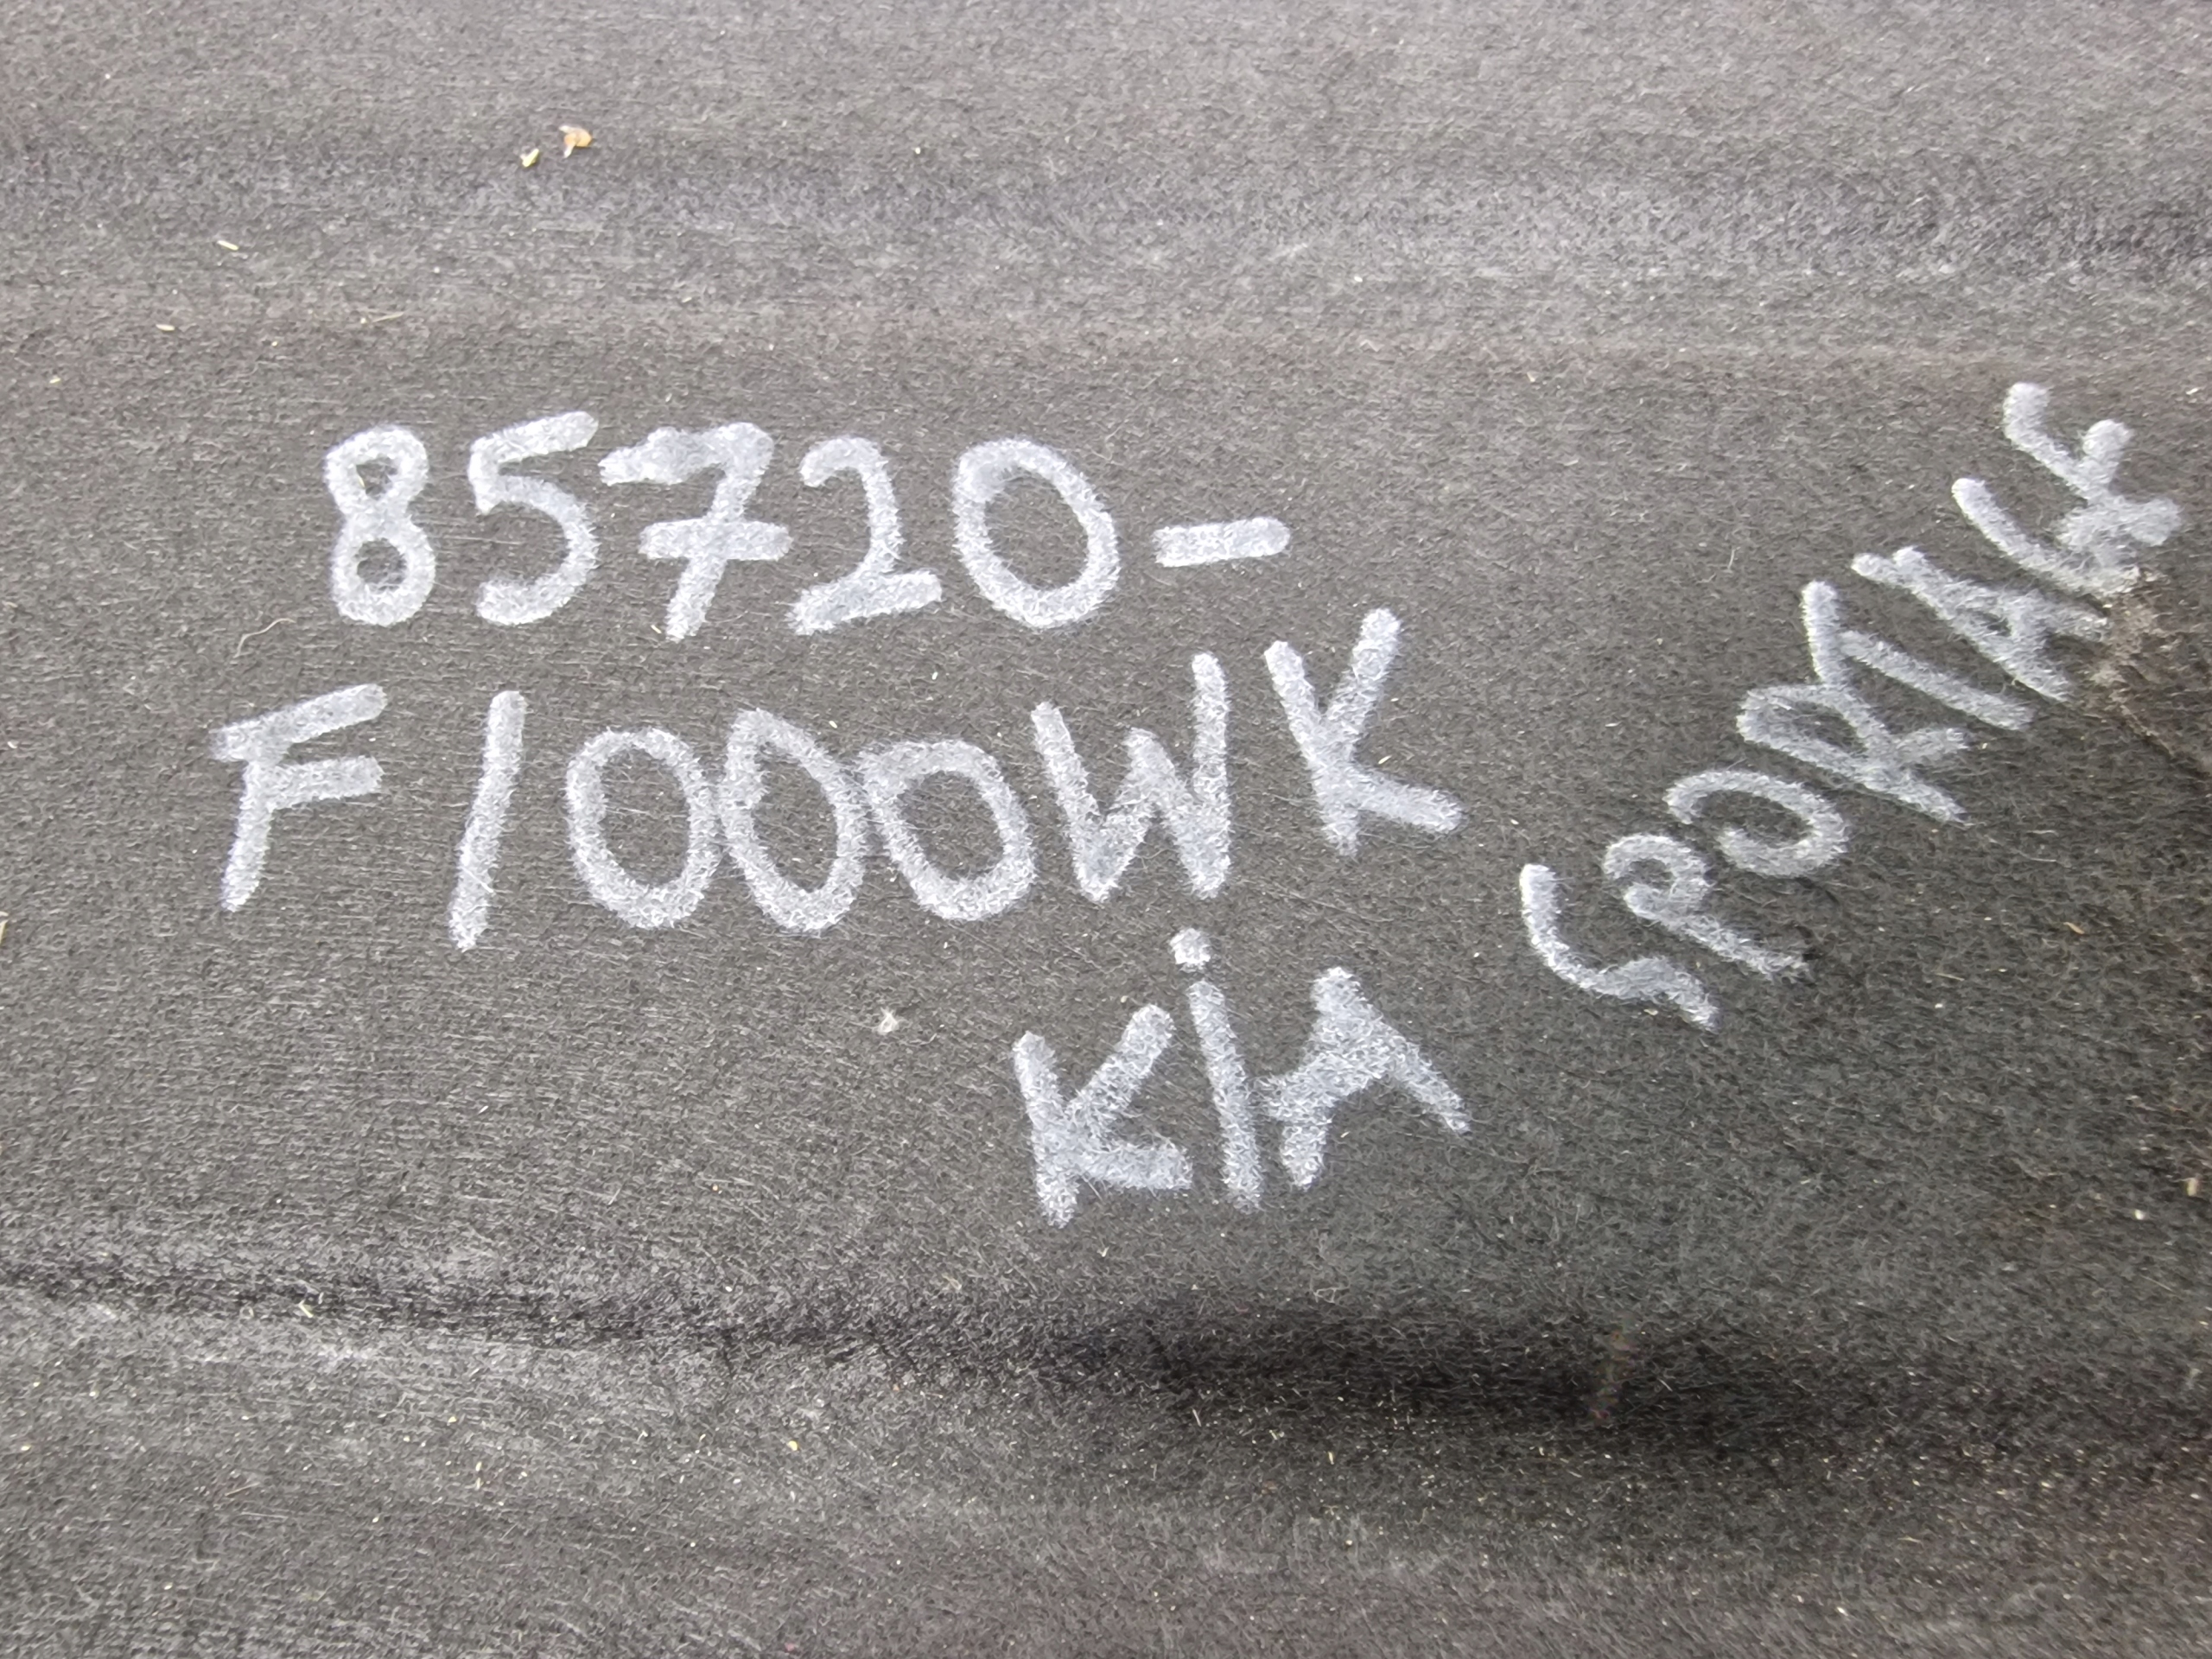 85720-
F1000WK
KiA
SPORTAGE